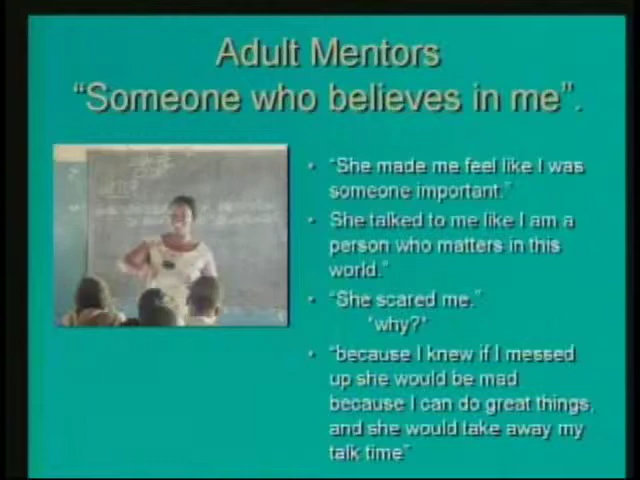 Adult Mentors
“Someone who believes in me”.
• “She made me feel like I was
someone important.”
• She talked to me like I am a
person who matters in this
world.”
• “She scared me.”
“why?”
• “because I knew if I messed
up she would be mad
because I can do great things,
and she would take away my
talk time”